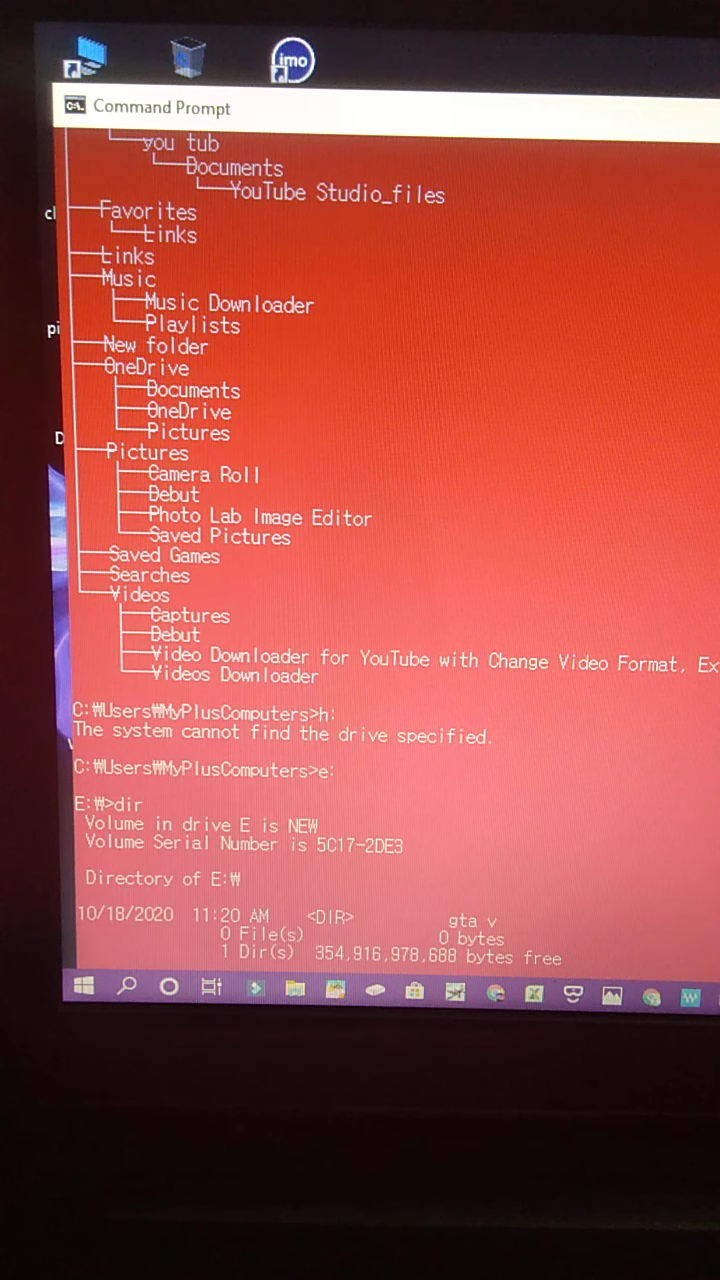 imo
Command Prompt
you tub
Documents
YouTube Studio_files
Favorites
Links
Links
Music
Music Downloader
Playlists
New folder
OneDrive
Documents
OneDrive
Pictures
Pictures
Camera Roll
Debut
Photo Lab Image Editor
Saved Pictures
Saved Games
Searches
Videos
Captures
Debut
Video Downloader for YouTube with Change Video Format, Ex
Videos Downloader
C:₩Users₩MyPlusComputers>h:
The system cannot find the drive specified.
C:₩Users₩MyPlusComputers>e:
E:₩>dir
Volume in drive E is NEW
Volume Serial Number is 5C17-2DE3
Directory of E:₩
10/18/2020 11:20 AM <DIR> gta v
0 File(s) 0 bytes
1 Dir(s) 354,916,978,688 bytes free